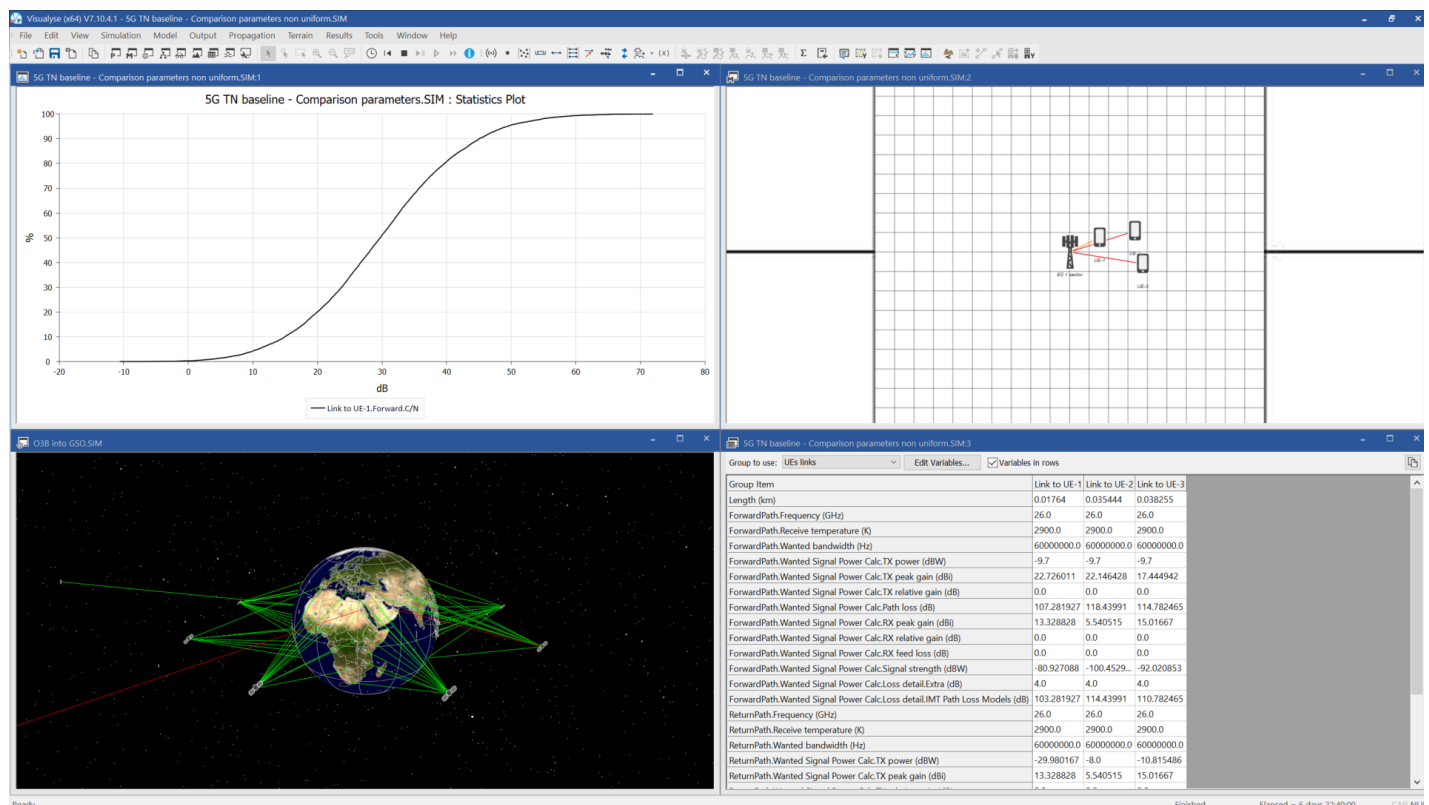 Visualyse (x64) V7.10.4.1 - 5G TN baseline - Comparison parameters non uniform.SIM
File Edit View Simulation Model Output Propagation Terrain Results Tools Window Help
5G TN baseline - Comparison parameters non uniform.SIM:1
5G TN baseline - Comparison parameters.SIM : Statistics Plot
100
90
80
70
60
50
40
30
20
10
0
%
-20 -10 0 10 20 30 40 50 60 70 80
dB
Link to UE-1.Forward.C/N
5G TN baseline - Comparison parameters non uniform.SIM:2
UE-1
BS 1 sector
UE-3
O3B into GSO.SIM
5G TN baseline - Comparison parameters non uniform.SIM:3
Group to use: UEs links Edit Variables... Variables in rows
Group Item Link to UE-1 Link to UE-2 Link to UE-3
Length (km) 0.01764 0.035444 0.038255
ForwardPath.Frequency (GHz) 26.0 26.0 26.0
ForwardPath.Receive temperature (K) 2900.0 2900.0 2900.0
ForwardPath.Wanted bandwidth (Hz) 60000000.0 60000000.0 60000000.0
ForwardPath.Wanted Signal Power Calc.TX power (dBW) -9.7 -9.7 -9.7
ForwardPath.Wanted Signal Power Calc.TX peak gain (dBi) 22.726011 22.146428 17.444942
ForwardPath.Wanted Signal Power Calc.TX relative gain (dB) 0.0 0.0 0.0
ForwardPath.Wanted Signal Power Calc.Path loss (dB) 107.281927 118.43991 114.782465
ForwardPath.Wanted Signal Power Calc.RX peak gain (dBi) 13.328828 5.540515 15.01667
ForwardPath.Wanted Signal Power Calc.RX relative gain (dB) 0.0 0.0 0.0
ForwardPath.Wanted Signal Power Calc.RX feed loss (dB) 0.0 0.0 0.0
ForwardPath.Wanted Signal Power Calc.Signal strength (dBW) -80.927088 -100.4529... -92.020853
ForwardPath.Wanted Signal Power Calc.Loss detail.Extra (dB) 4.0 4.0 4.0
ForwardPath.Wanted Signal Power Calc.Loss detail.IMT Path Loss Models (dB) 103.281927 114.43991 110.782465
ReturnPath.Frequency (GHz) 26.0 26.0 26.0
ReturnPath.Receive temperature (K) 2900.0 2900.0 2900.0
ReturnPath.Wanted bandwidth (Hz) 60000000.0 60000000.0 60000000.0
ReturnPath.Wanted Signal Power Calc.TX power (dBW) -29.980167 -8.0 -10.815486
ReturnPath.Wanted Signal Power Calc.TX peak gain (dBi) 13.328828 5.540515 15.01667